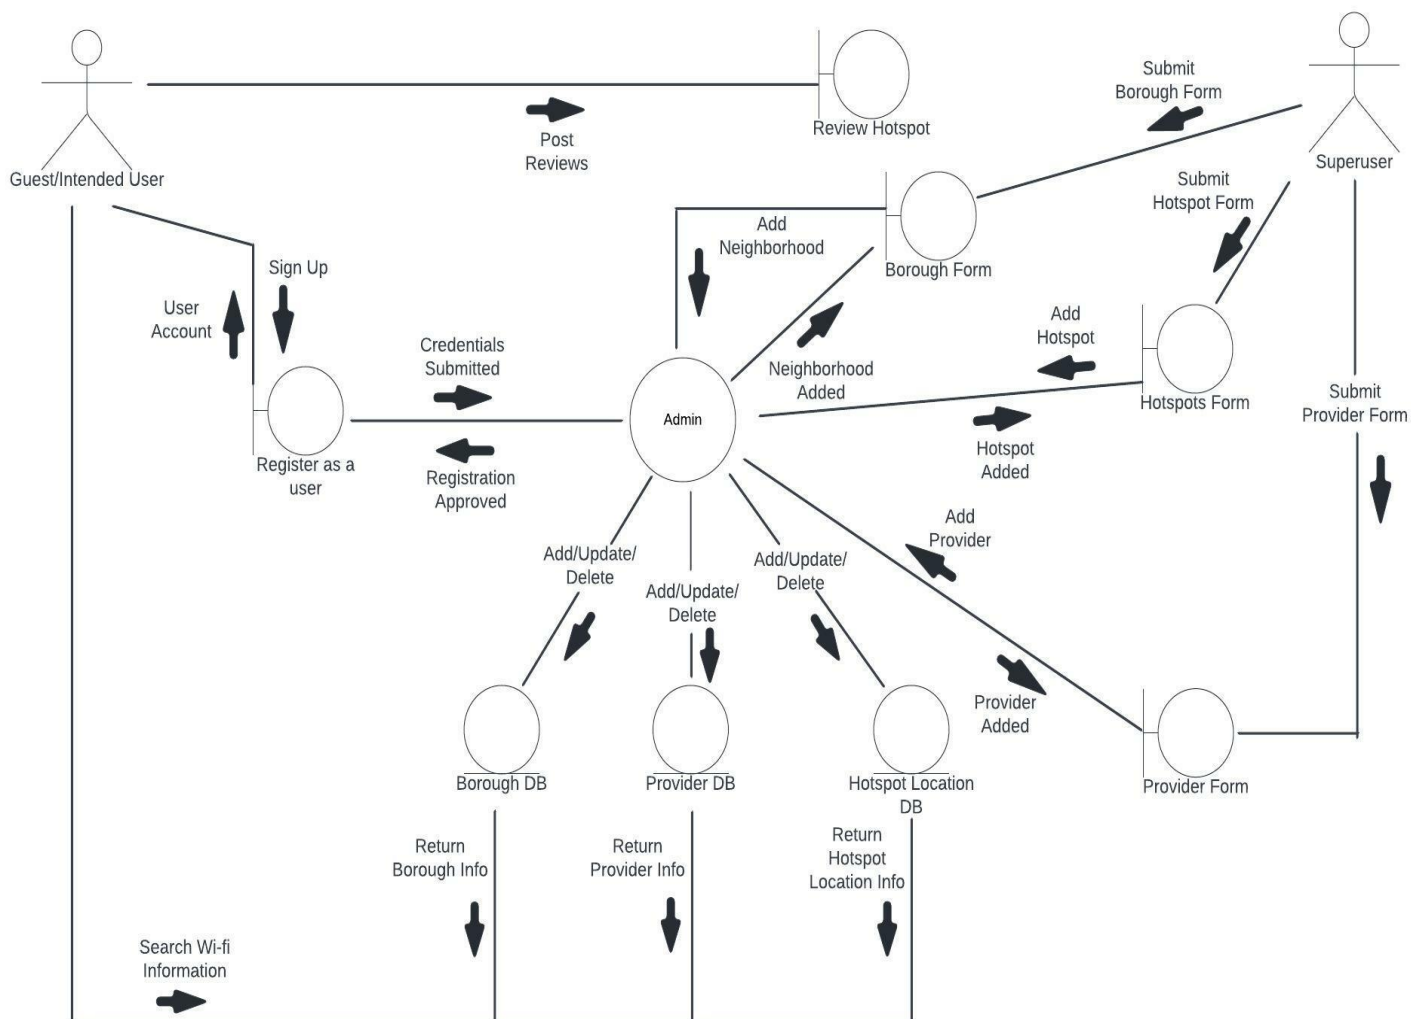 Submit
Borough Form
Review Hotspot
Post
Reviews
Superuser
Guest/Intended User
Submit
Hotspot Form
Add
Neighborhood
Borough Form
Sign Up
User
Account
Add
Hotspot
Credentials
Submitted
Neighborhood
Added
Hotspots Form
Submit
Provider Form
Admin
Hotspot
Added
Register as a
user
Registration
Approved
Add
Provider
Add/Update/
Delete
Add/Update/
Delete
Add/Update/
Delete
Provider
Added
Borough DB
Provider DB
Hotspot Location
DB
Provider Form
Return
Borough Info
Return
Provider Info
Return
Hotspot
Location Info
Search Wi-fi
Information